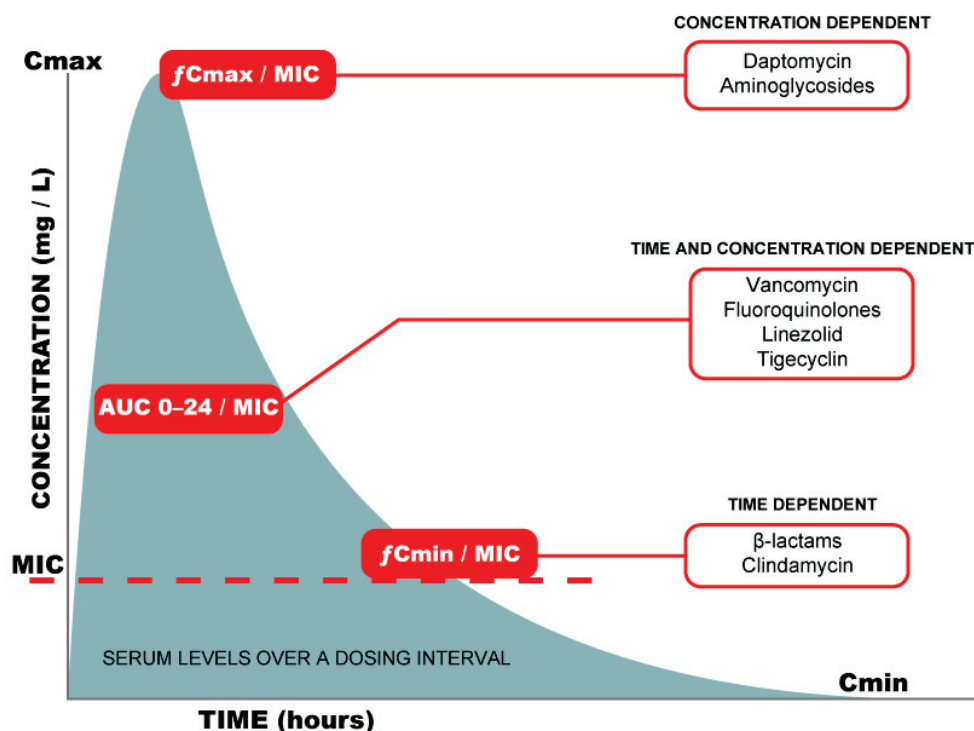 CONCENTRATION DEPENDENT
Cmax
ƒCmax / MIC
Daptomycin
Aminoglycosides
CONCENTRATION (mg / L)
TIME AND CONCENTRATION DEPENDENT
Vancomycin
Fluoroquinolones
Linezolid
Tigecyclin
AUC 0–24 / MIC
TIME DEPENDENT
β-lactams
Clindamycin
ƒCmin / MIC
MIC
SERUM LEVELS OVER A DOSING INTERVAL
Cmin
TIME (hours)